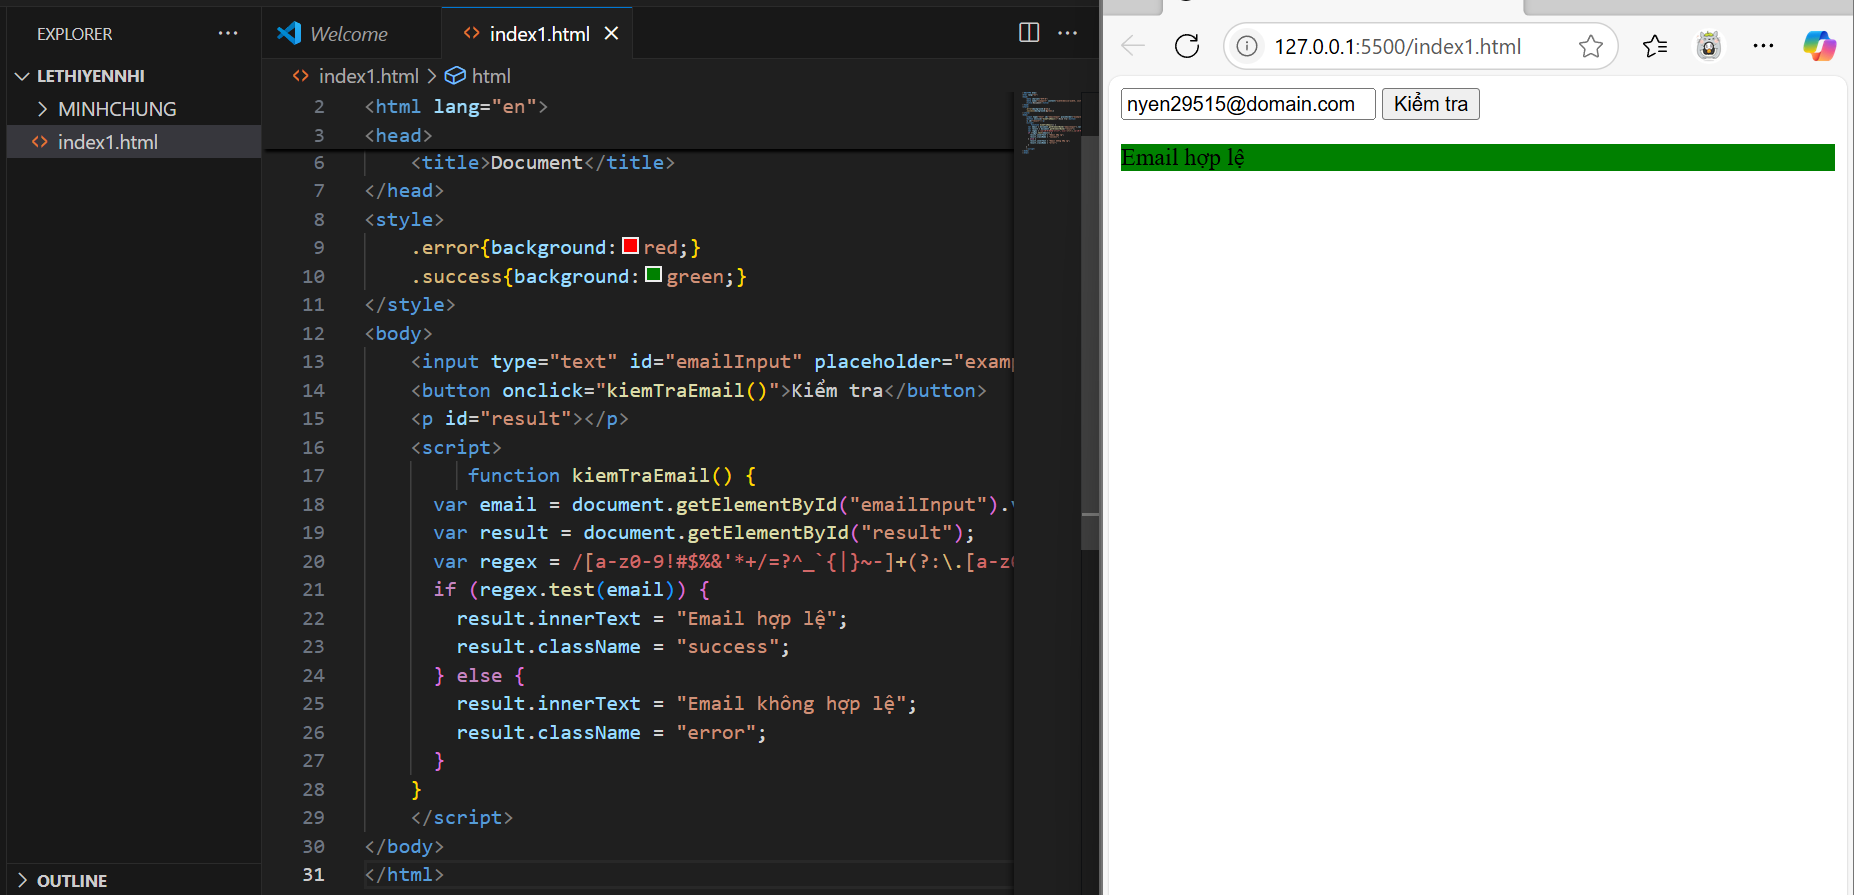 EXPLORER
LETHIYENNHI
MINHCHUNG
index1.html
OUTLINE
Welcome
index1.html
index1.html > html
2 <html lang="en">
3 <head>
6 <title>Document</title>
7 </head>
8 <style>
9 .error{background: red;}
10 .success{background: green;}
11 </style>
12 <body>
13 <input type="text" id="emailInput" placeholder="exam
14 <button onclick="kiemTraEmail()">Kiểm tra</button>
15 <p id="result"></p>
16 <script>
17 function kiemTraEmail() {
18 var email = document.getElementById("emailInput").
19 var result = document.getElementById("result");
20 var regex = /[a-z0-9!#$%&'*+/=?^_`{|}~-]+(?:\.[a-z
21 if (regex.test(email)) {
22 result.innerText = "Email hợp lệ";
23 result.className = "success";
24 } else {
25 result.innerText = "Email không hợp lệ";
26 result.className = "error";
27 }
28 }
29 </script>
30 </body>
31 </html>
127.0.0.1:5500/index1.html
nyen29515@domain.com Kiểm tra
Email hợp lệ